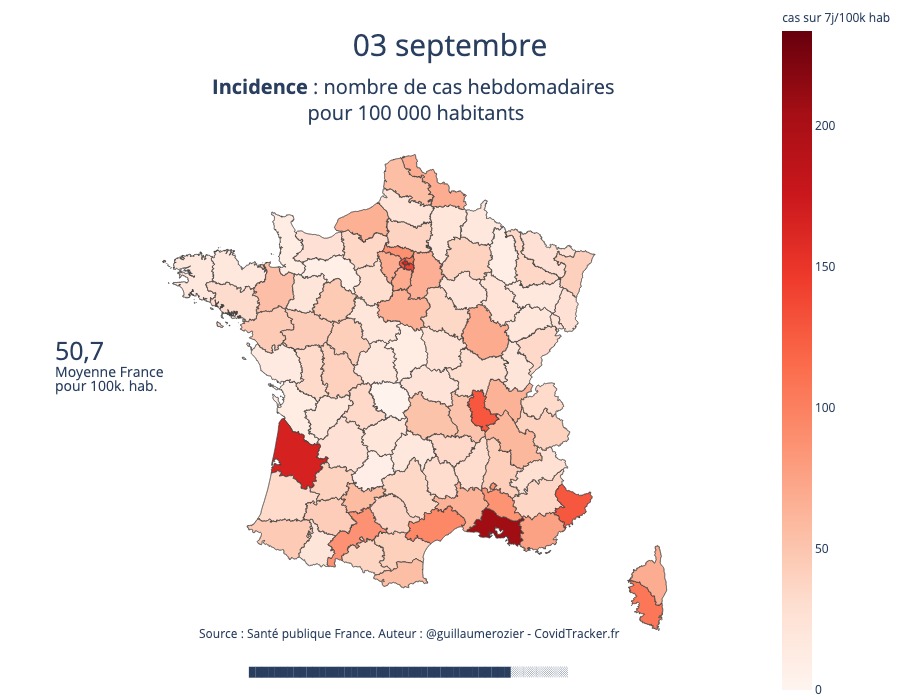 cas sur 7j/100k hab
03 septembre
Incidence : nombre de cas hebdomadaires
pour 100 000 habitants
200
150
50,7
Moyenne France
pour 100k. hab.
100
50
Source : Santé publique France. Auteur : @guillaumerozier - CovidTracker.fr
0